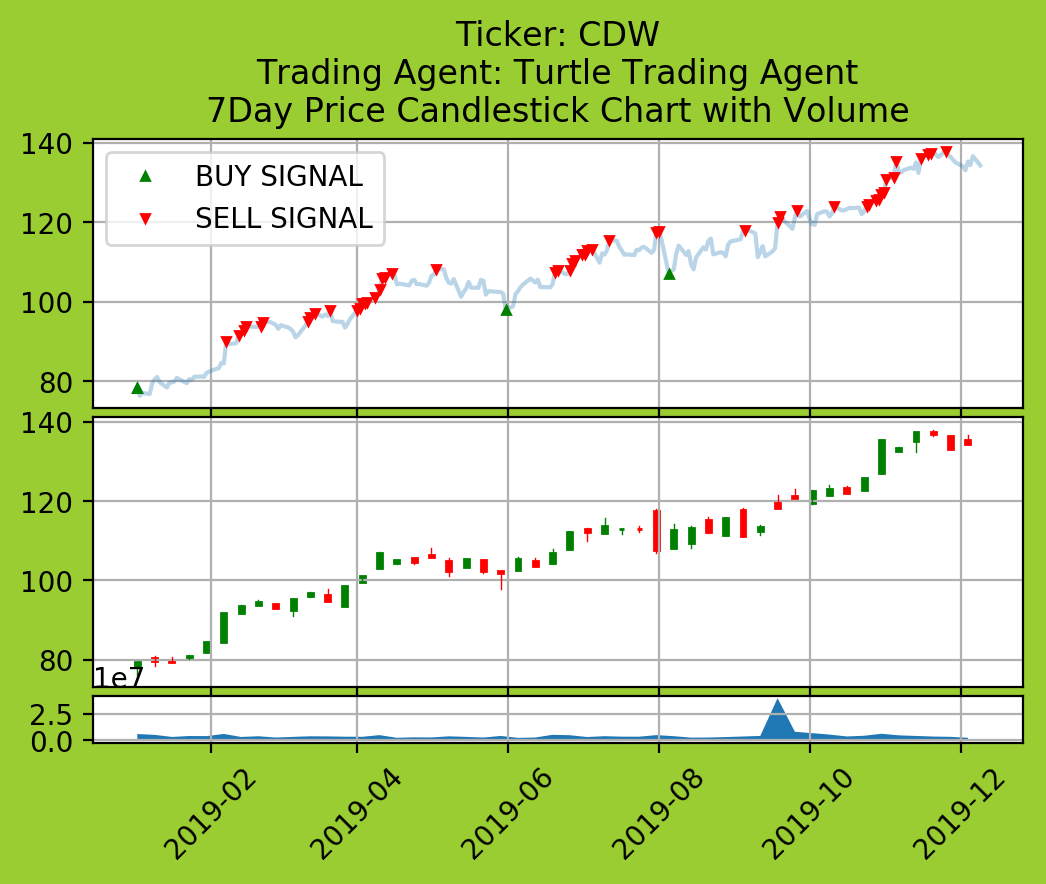 Ticker: CDW
Trading Agent: Turtle Trading Agent
7Day Price Candlestick Chart with Volume
140
120
100
80
BUY SIGNAL
SELL SIGNAL
140
120
100
80
1e7
2.5
0.0
2019-02
2019-04
2019-06
2019-08
2019-10
2019-12